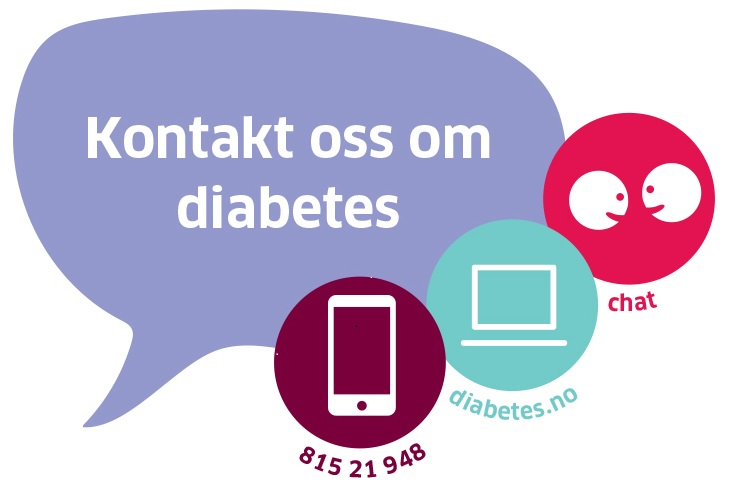 Kontakt oss om
diabetes
chat
diabetes.no
815 21 948